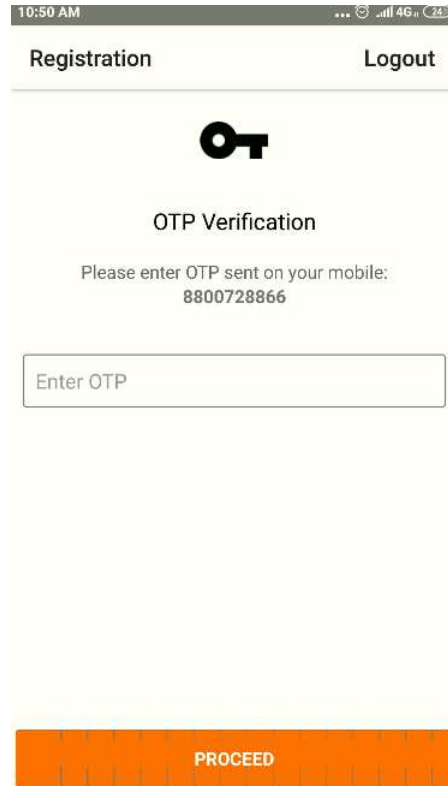 10:50 AM ... 4G 24
Registration Logout
OTP Verification
Please enter OTP sent on your mobile:
8800728866
Enter OTP
PROCEED